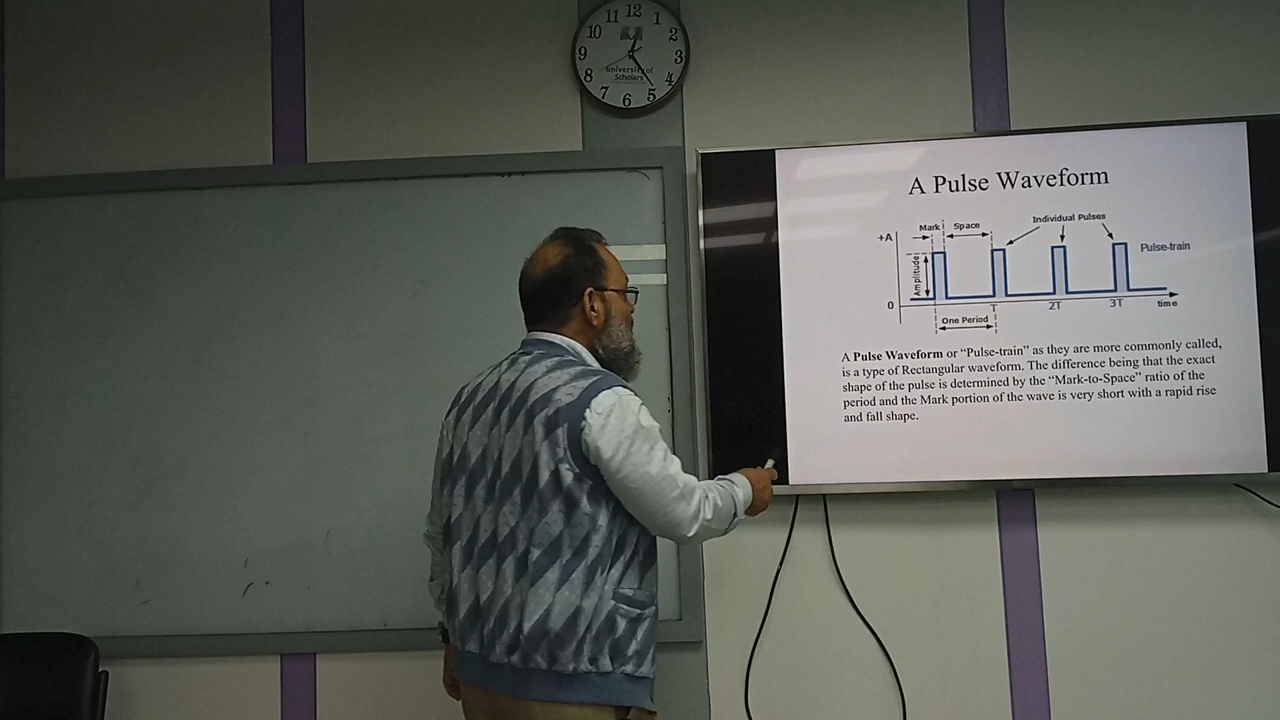 12
11
1
10
2
9
3
8
4
7
5
6
University of
Scholars
A Pulse Waveform
Individual Pulses
Mark
Space
+A
Pulse-train
Amplitude
0
T
2T
3T
time
One Period
A Pulse Waveform or “Pulse-train” as they are more commonly called,
is a type of Rectangular waveform. The difference being that the exact
shape of the pulse is determined by the “Mark-to-Space” ratio of the
period and the Mark portion of the wave is very short with a rapid rise
and fall shape.